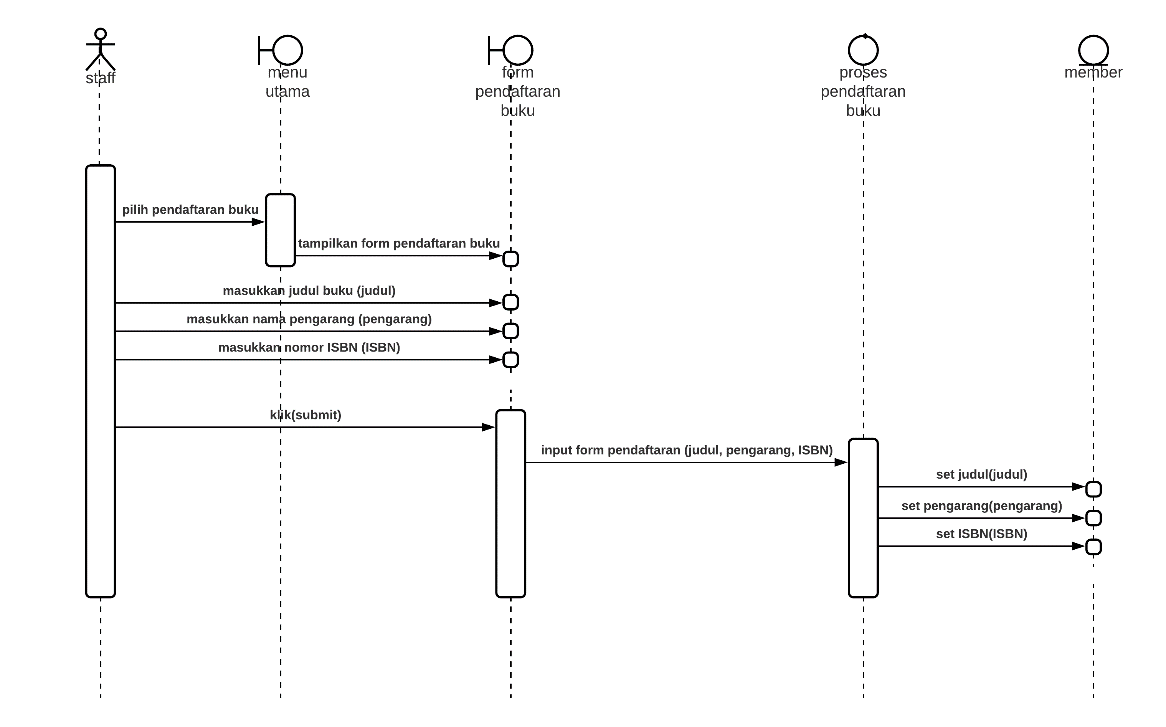 staff
menu
utama
form
pendaftaran
buku
proses
pendaftaran
buku
member
pilih pendaftaran buku
tampilkan form pendaftaran buku
masukkan judul buku (judul)
masukkan nama pengarang (pengarang)
masukkan nomor ISBN (ISBN)
klik(submit)
input form pendaftaran (judul, pengarang, ISBN)
set judul(judul)
set pengarang(pengarang)
set ISBN(ISBN)